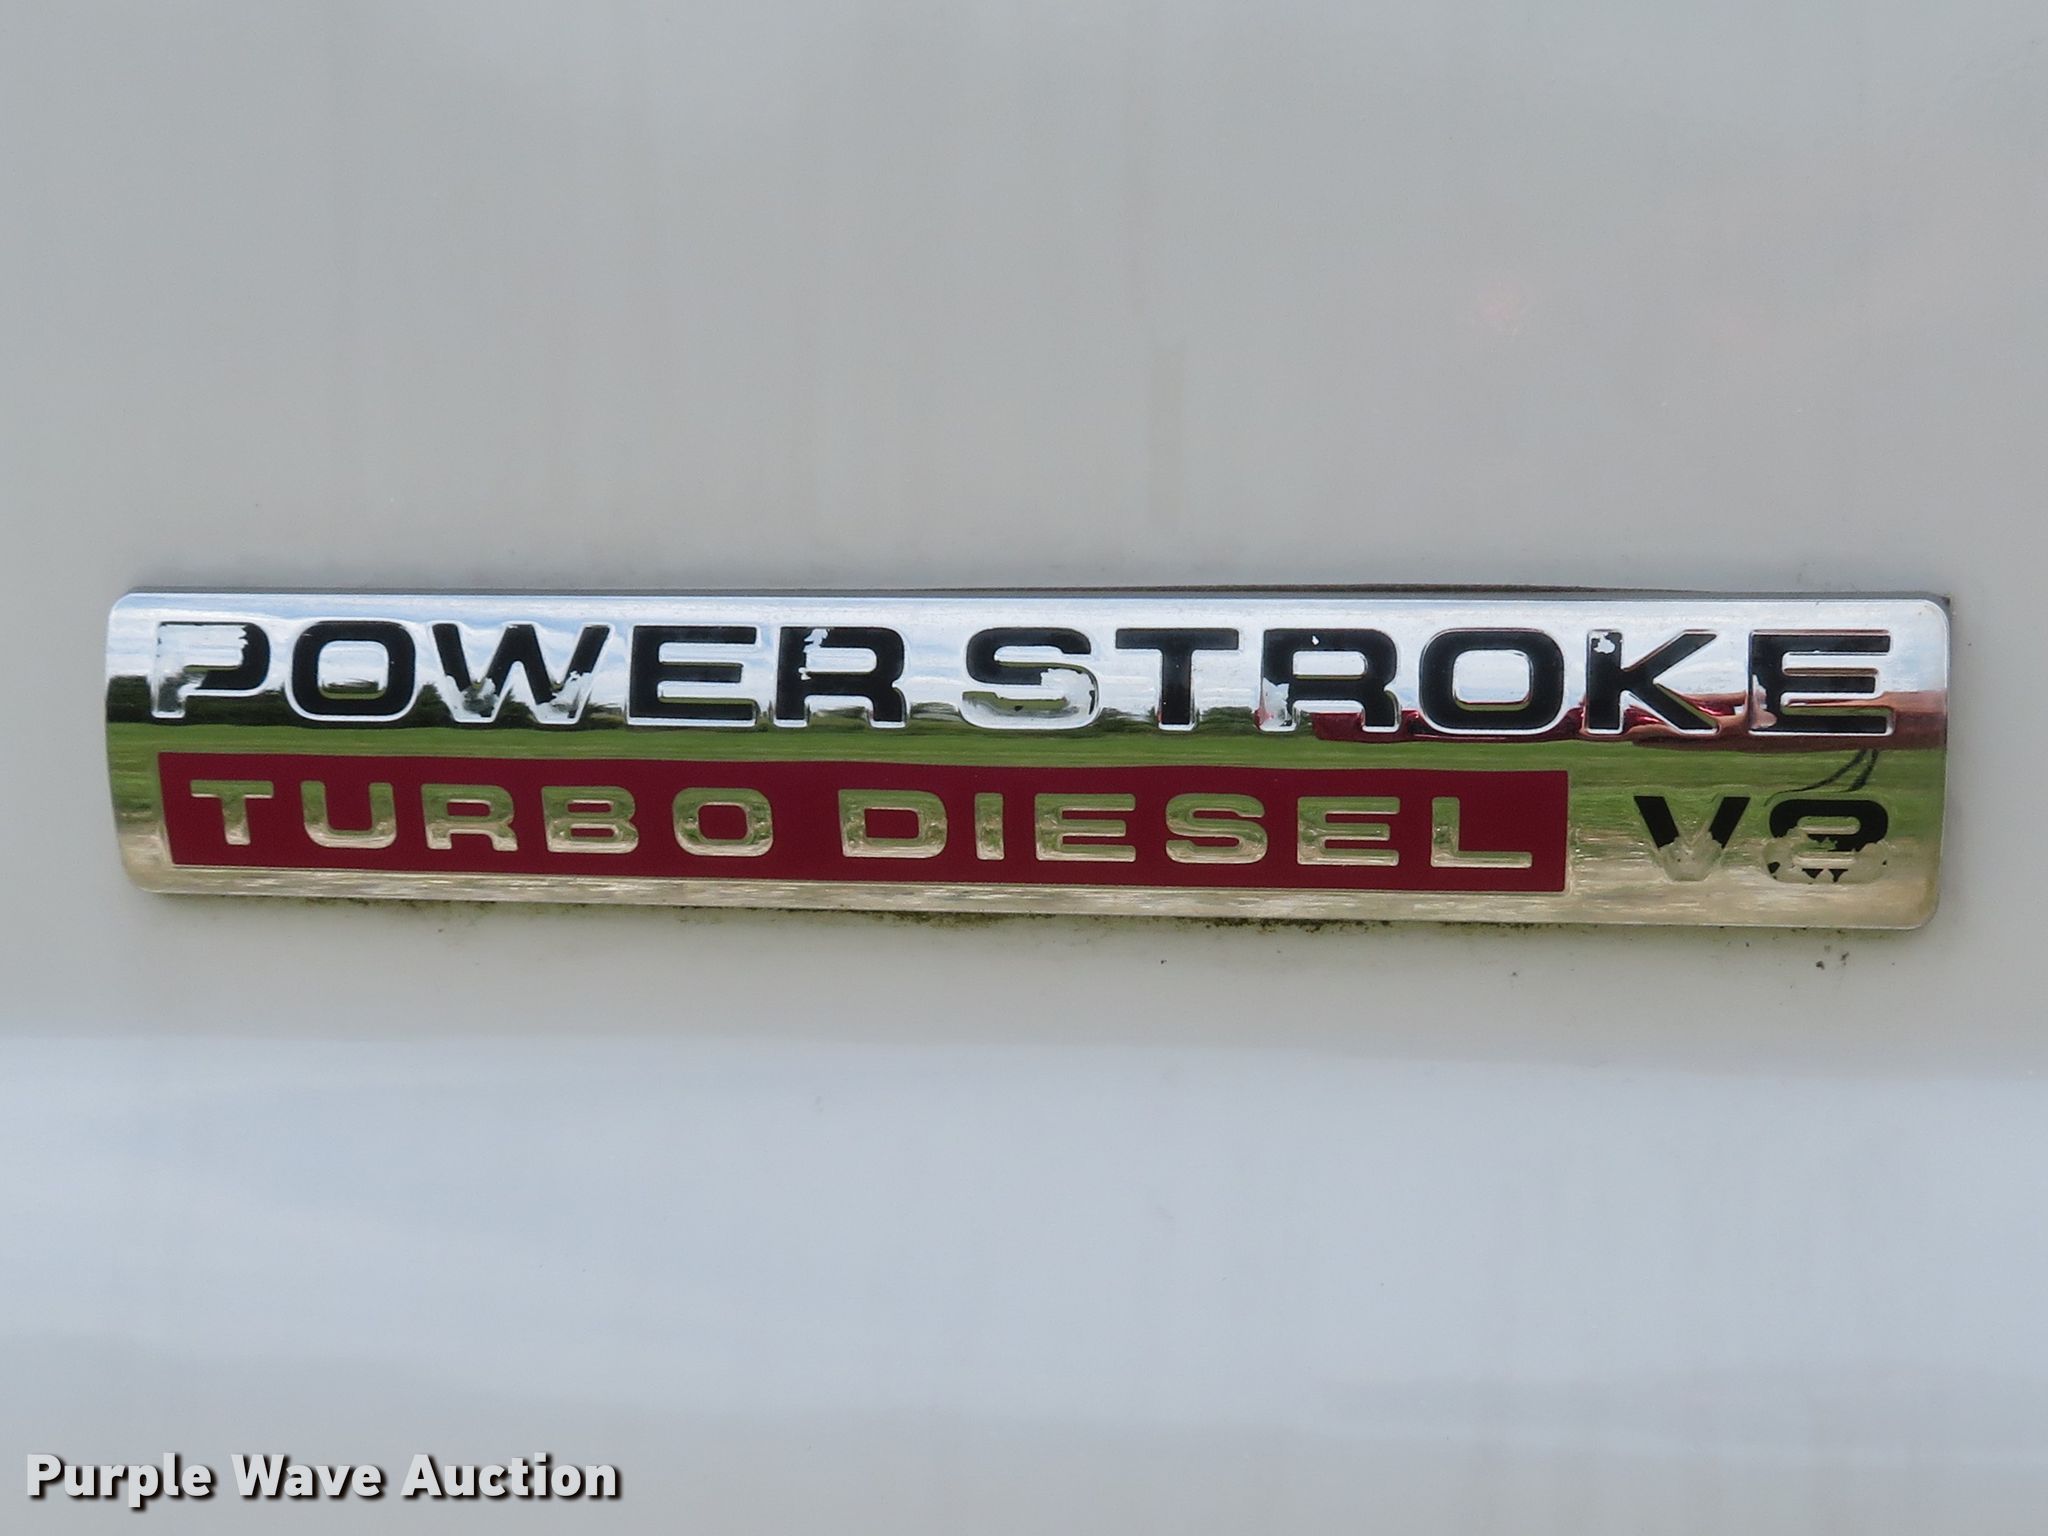 POWER STROKE
TURBO DIESEL V8
Purple Wave Auction